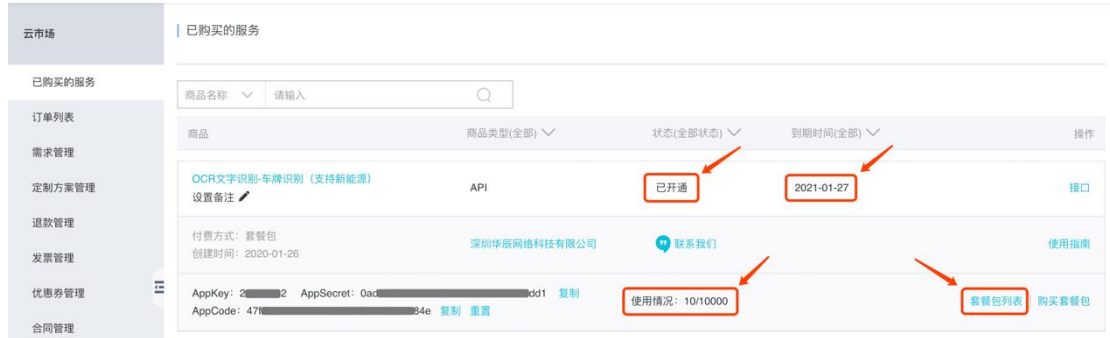 云市场
已购买的服务
已购买的服务
订单列表
需求管理
定制方案管理
退款管理
发票管理
优惠券管理
合同管理
商品名称 请输入
商品 商品类型(全部) 状态(全部状态) 到期时间(全部) 操作
OCR文字识别-车牌识别（支持新能源） API 已开通 2021-01-27 接口
设置备注
付费方式：套餐包 深圳华辰网络科技有限公司 联系我们 使用指南
创建时间：2020-01-26
AppKey：2 2 AppSecret：0ac dd1 复制 使用情况：10/10000 套餐包列表 购买套餐包
AppCode：47f 84e 复制 重置